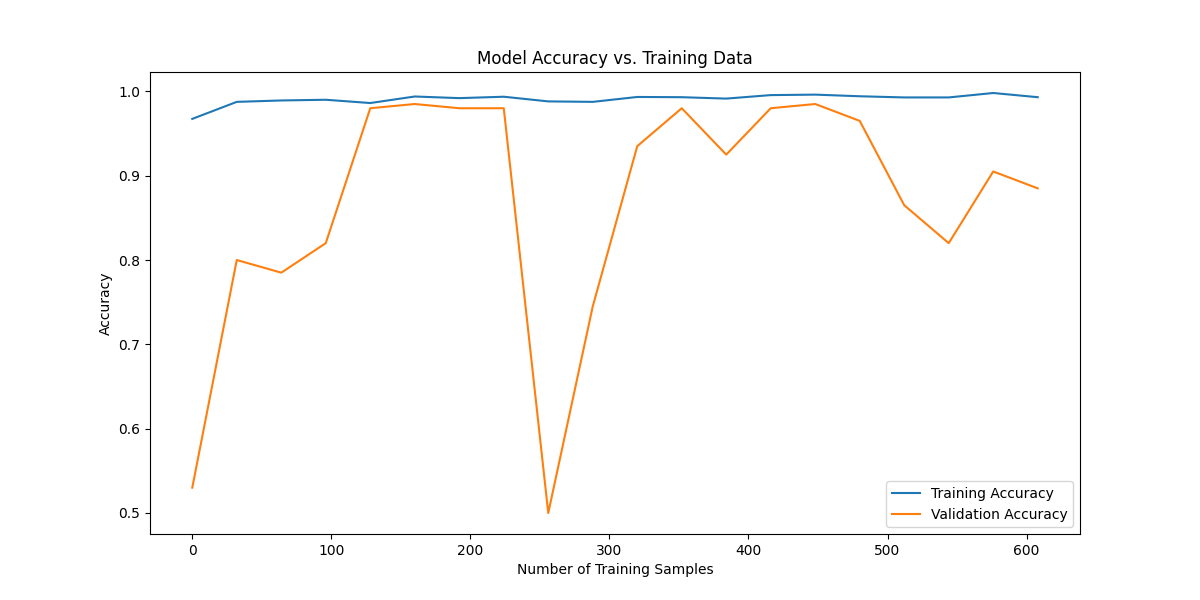 Model Accuracy vs. Training Data
Accuracy
1.0
0.9
0.8
0.7
0.6
0.5
0 100 200 300 400 500 600
Number of Training Samples
Training Accuracy
Validation Accuracy